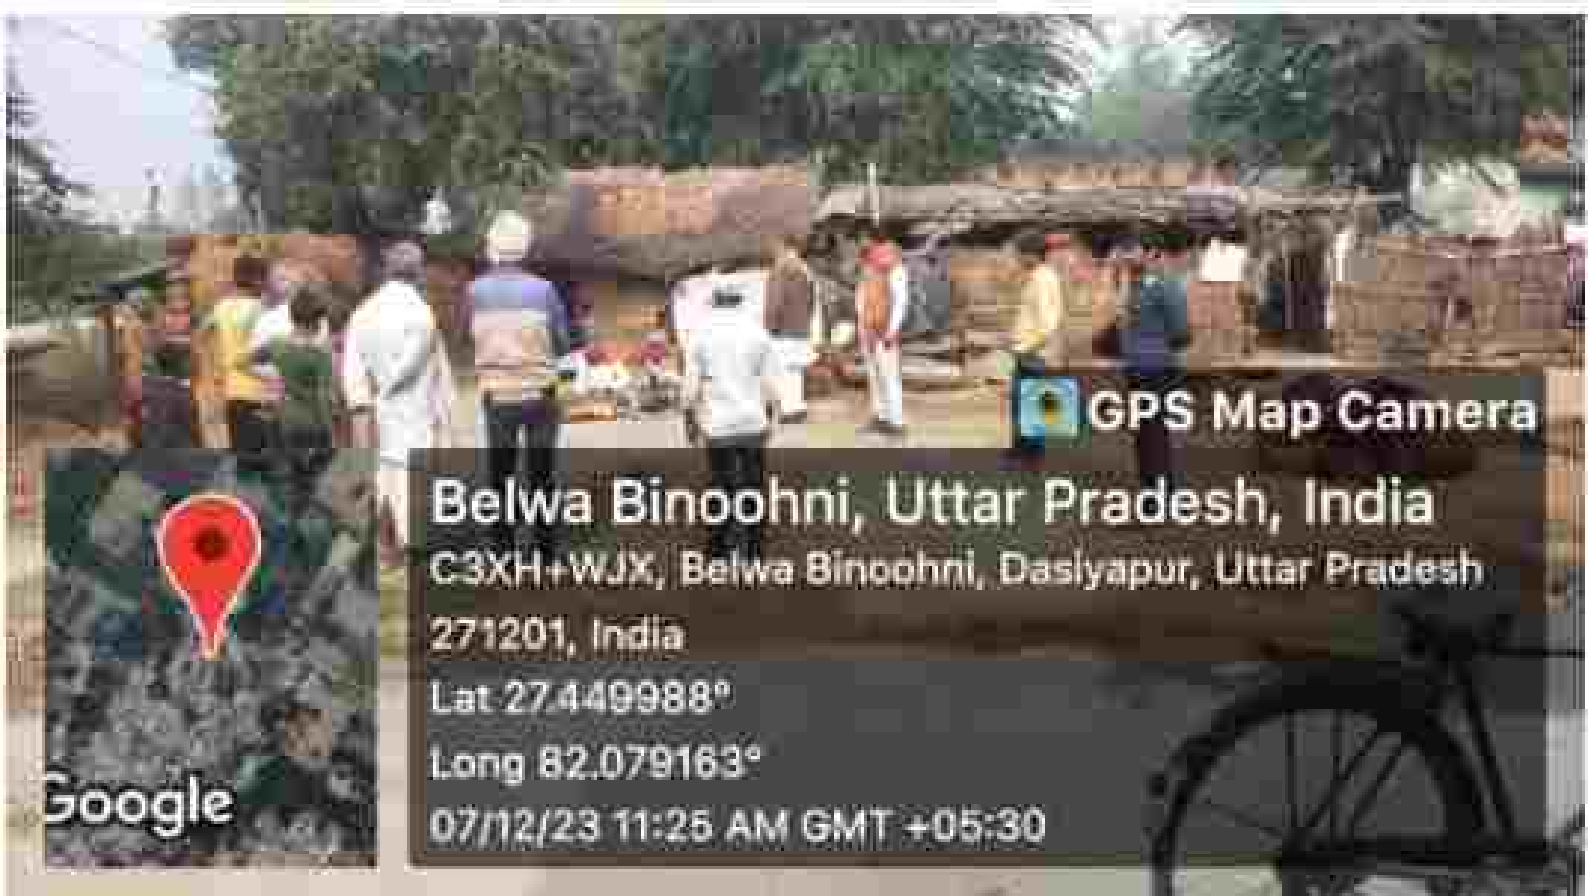 GPS Map Camera
Belwa Binoohni, Uttar Pradesh, India
C3XH+WJX, Belwa Binoohni, Dasiyapur, Uttar Pradesh
271201, India
Lat 27.449988°
Long 82.079163°
07/12/23 11:25 AM GMT +05:30
Google